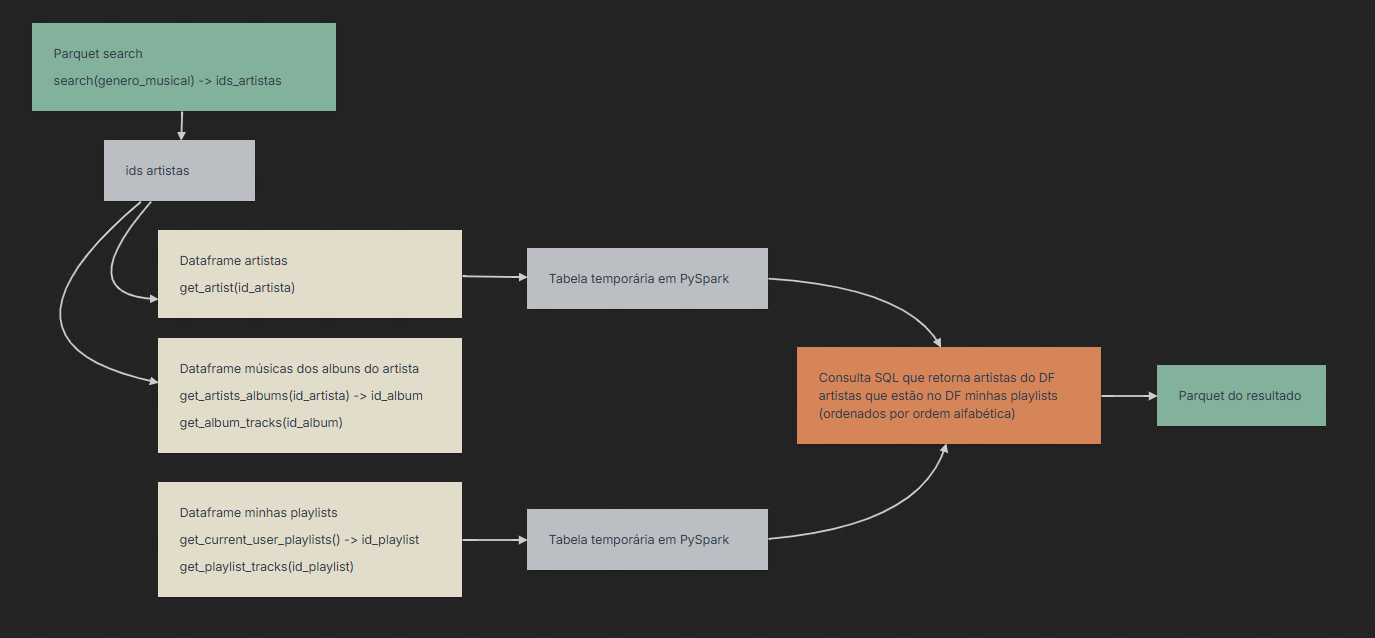 Parquet search
search(genero_musical) -> ids_artistas
ids artistas
Dataframe artistas
get_artist(id_artista)
Tabela temporária em PySpark
Dataframe músicas dos albuns do artista
get_artists_albums(id_artista) -> id_album
get_album_tracks(id_album)
Consulta SQL que retorna artistas do DF
artistas que estão no DF minhas playlists
(ordenados por ordem alfabética)
Parquet do resultado
Dataframe minhas playlists
get_current_user_playlists() -> id_playlist
get_playlist_tracks(id_playlist)
Tabela temporária em PySpark